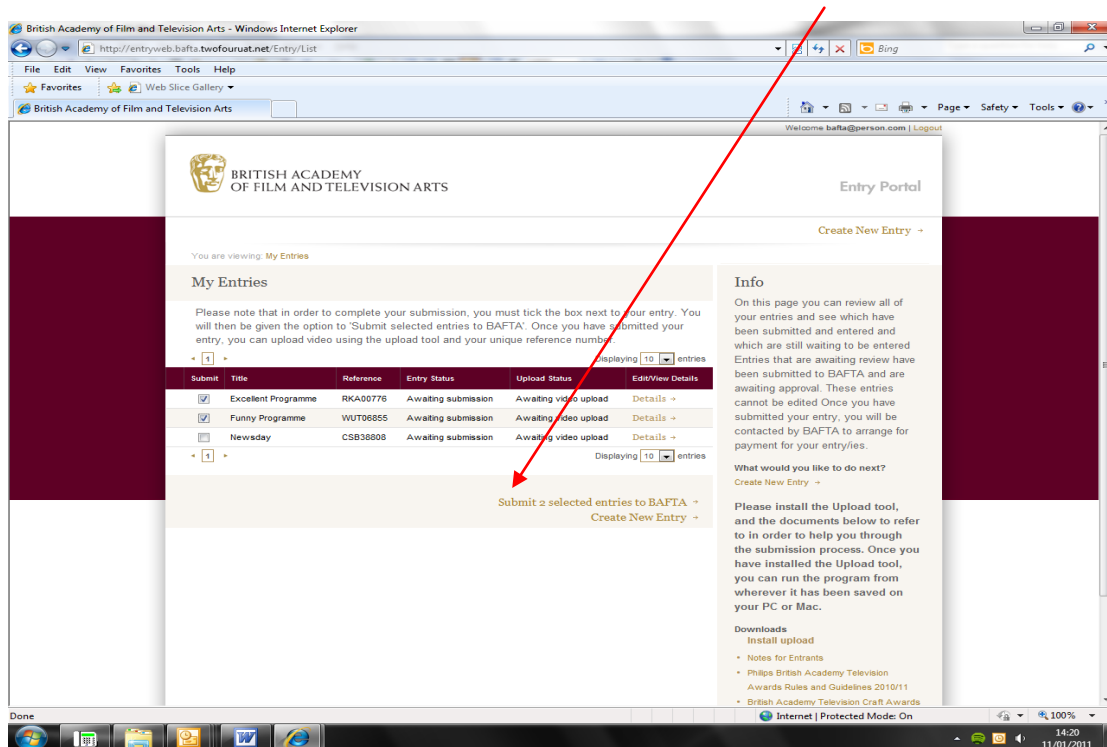 British Academy of Film and Television Arts - Windows Internet Explorer
http://entryweb.bafta.twofouruat.net/Entry/List
Bing
File Edit View Favorites Tools Help
Favorites Web Slice Gallery
British Academy of Film and Television Arts
Page Safety Tools
Welcome bafta@person.com | Logout
BRITISH ACADEMY
OF FILM AND TELEVISION ARTS
Entry Portal
Create New Entry →
You are viewing: My Entries
My Entries
Please note that in order to complete your submission, you must tick the box next to your entry. You
will then be given the option to 'Submit selected entries to BAFTA'. Once you have submitted your
entry, you can upload video using the upload tool and your unique reference number.
1 Displaying 10 entries
Submit Title Reference Entry Status Upload Status Edit/View Details
Excellent Programme RKA00776 Awaiting submission Awaiting video upload Details →
Funny Programme WUT06855 Awaiting submission Awaiting video upload Details →
Newsday CSB38808 Awaiting submission Awaiting video upload Details →
1 Displaying 10 entries
Submit 2 selected entries to BAFTA →
Create New Entry →
Info
On this page you can review all of
your entries and see which have
been submitted and entered and
which are still waiting to be entered
Entries that are awaiting review have
been submitted to BAFTA and are
awaiting approval. These entries
cannot be edited Once you have
submitted your entry, you will be
contacted by BAFTA to arrange for
payment for your entry/ies.
What would you like to do next?
Create New Entry →
Please install the Upload tool,
and the documents below to refer
to in order to help you through
the submission process. Once you
have installed the Upload tool,
you can run the program from
wherever it has been saved on
your PC or Mac.
Downloads
Install upload
• Notes for Entrants
• Philips British Academy Television
Awards Rules and Guidelines 2010/11
• British Academy Television Craft Awards
Done
Internet | Protected Mode: On
100%
14:20
11/01/2011